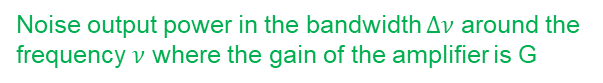 Noise output power in the bandwidth Δ𝜈 around the
frequency 𝜈 where the gain of the amplifier is G